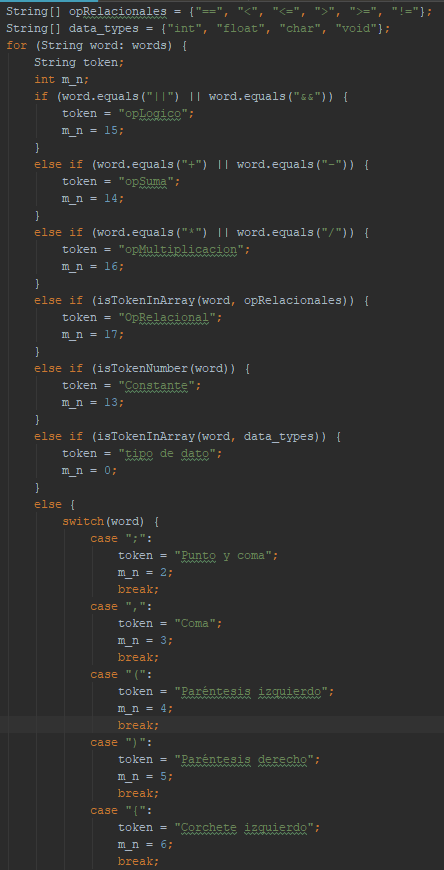 String[] opRelacionales = {"==", "<", "<=", ">", ">=", "!="};
String[] data_types = {"int", "float", "char", "void"};
for (String word: words) {
    String token;
    int m_n;
    if (word.equals("||") || word.equals("&&")) {
        token = "opLogico";
        m_n = 15;
    }
    else if (word.equals("+") || word.equals("-")) {
        token = "opSuma";
        m_n = 14;
    }
    else if (word.equals("*") || word.equals("/")) {
        token = "opMultiplicacion";
        m_n = 16;
    }
    else if (isTokenInArray(word, opRelacionales)) {
        token = "OpRelacional";
        m_n = 17;
    }
    else if (isTokenNumber(word)) {
        token = "Constante";
        m_n = 13;
    }
    else if (isTokenInArray(word, data_types)) {
        token = "tipo de dato";
        m_n = 0;
    }
    else {
        switch(word) {
            case ";":
                token = "Punto y coma";
                m_n = 2;
                break;
            case ",":
                token = "Coma";
                m_n = 3;
                break;
            case "(":
                token = "Paréntesis izquierdo";
                m_n = 4;
                break;
            case ")":
                token = "Paréntesis derecho";
                m_n = 5;
                break;
            case "{":
                token = "Corchete izquierdo";
                m_n = 6;
                break;